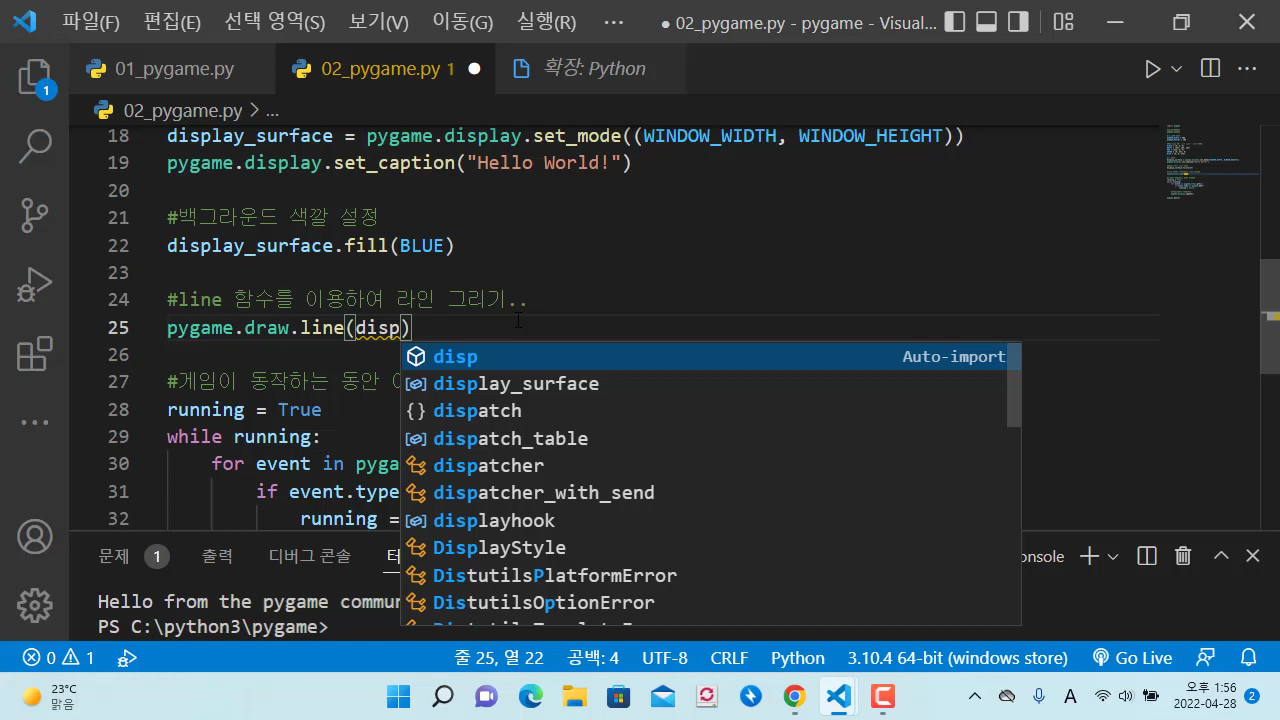 파일(F) 편집(E) 선택 영역(S) 보기(V) 이동(G) 실행(R) ··· ● 02_pygame.py - pygame - Visual...
01_pygame.py 02_pygame.py 1 ● 확장: Python
02_pygame.py > ...
1
18 display_surface = pygame.display.set_mode((WINDOW_WIDTH, WINDOW_HEIGHT))
19 pygame.display.set_caption("Hello World!")
20
21 #백그라운드 색깔 설정
22 display_surface.fill(BLUE)
23
24 #line 함수를 이용하여 라인 그리기..
25 pygame.draw.line(disp)
26
27 #게임이 동작하는 동안
28 running = True
29 while running:
30 for event in pyga
31 if event.type
32 running =
disp Auto-import
display_surface
dispatch
dispatch_table
dispatcher
dispatcher_with_send
displayhook
DisplayStyle
DistutilsPlatformError
DistutilsOptionError
문제 1 출력 디버그 콘솔 onsole
Hello from the pygame commun
PS C:\python3\pygame>
0 1 줄 25, 열 22 공백: 4 UTF-8 CRLF Python 3.10.4 64-bit (windows store) Go Live
23°C
맑음
A
오후 1:56
2022-04-28
2